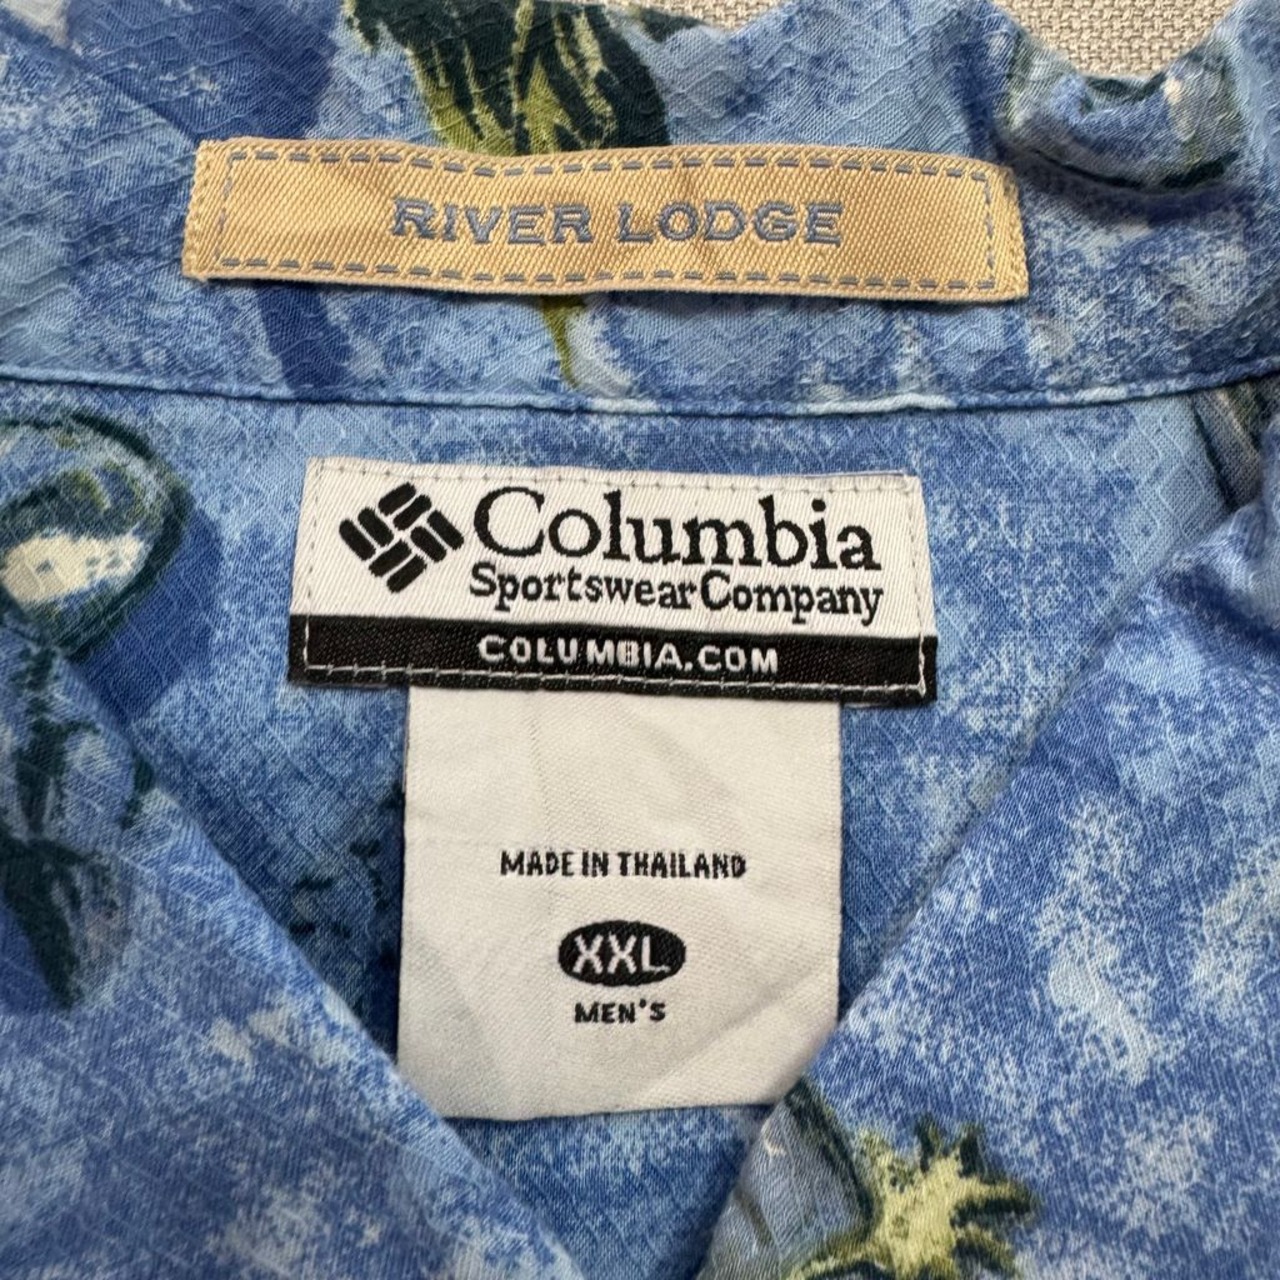 RIVER LODGE
Columbia
Sportswear Company
COLUMBIA.COM
MADE IN THAILAND
XXL
MEN'S